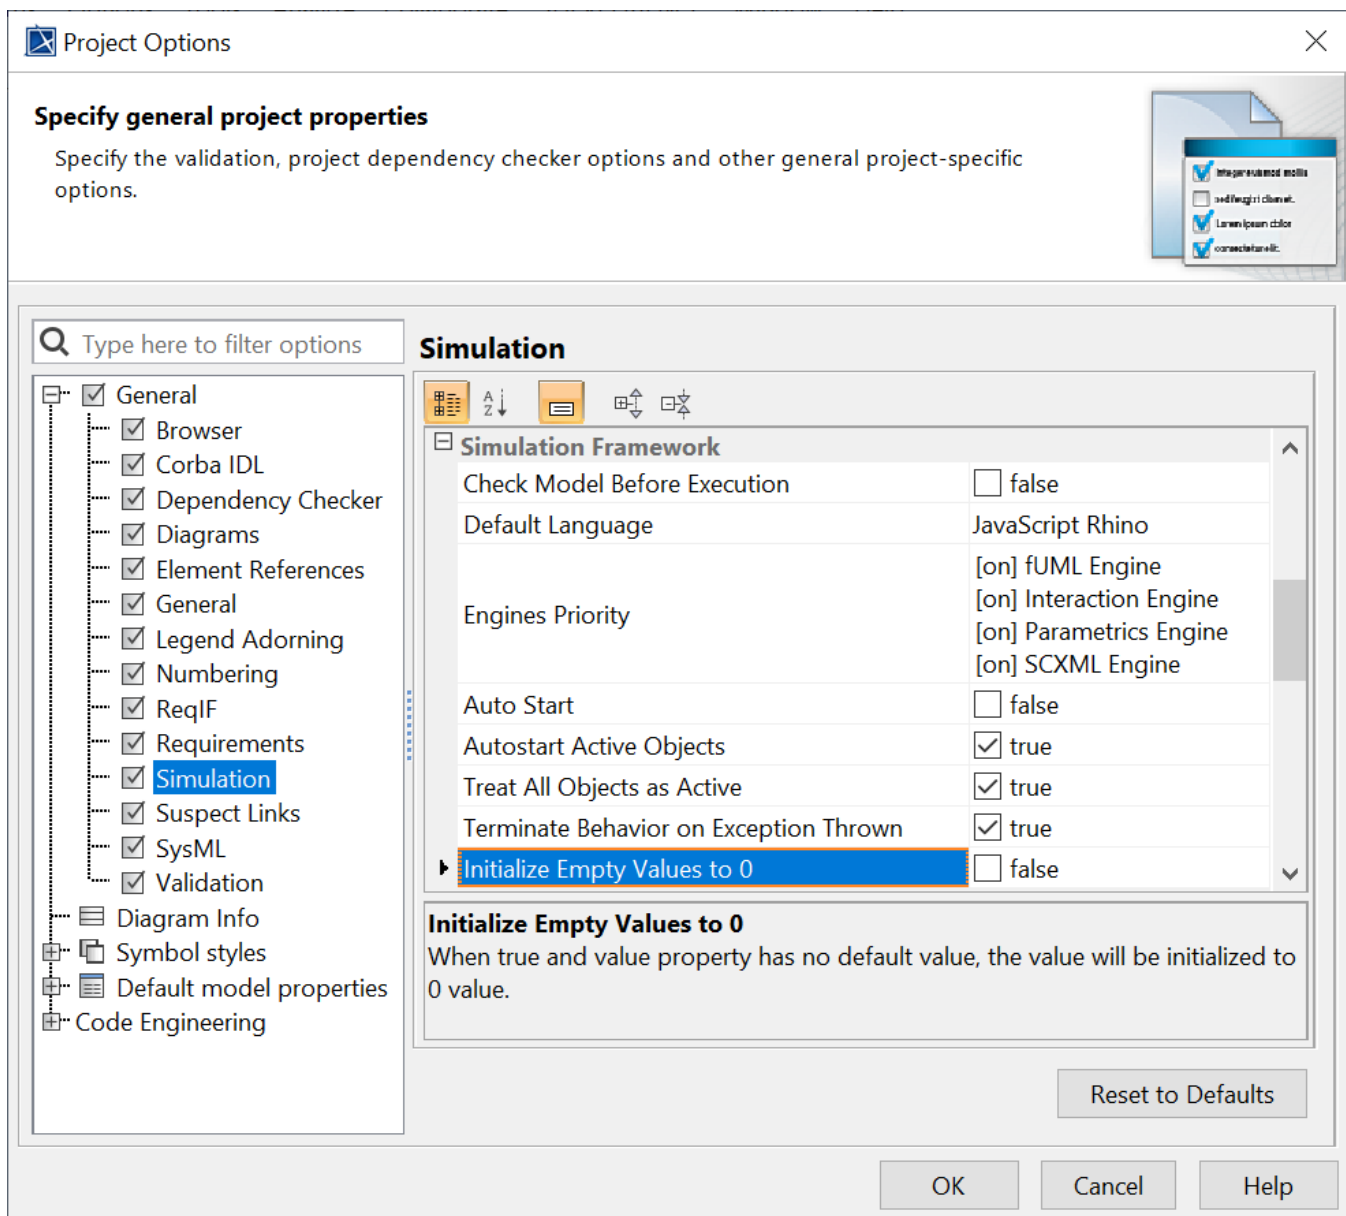 Project Options
Specify general project properties
Specify the validation, project dependency checker options and other general project-specific
options.
Lorem ipsum dolor
Type here to filter options
General
Browser
Corba IDL
Dependency Checker
Diagrams
Element References
General
Legend Adorning
Numbering
ReqIF
Requirements
Simulation
Suspect Links
SysML
Validation
Diagram Info
Symbol styles
Default model properties
Code Engineering
Simulation
A
Z
Simulation Framework
Check Model Before Execution false
Default Language JavaScript Rhino
Engines Priority
[on] fUML Engine
[on] Interaction Engine
[on] Parametrics Engine
[on] SCXML Engine
Auto Start false
Autostart Active Objects true
Treat All Objects as Active true
Terminate Behavior on Exception Thrown true
Initialize Empty Values to 0 false
Initialize Empty Values to 0
When true and value property has no default value, the value will be initialized to
0 value.
Reset to Defaults
OK Cancel Help